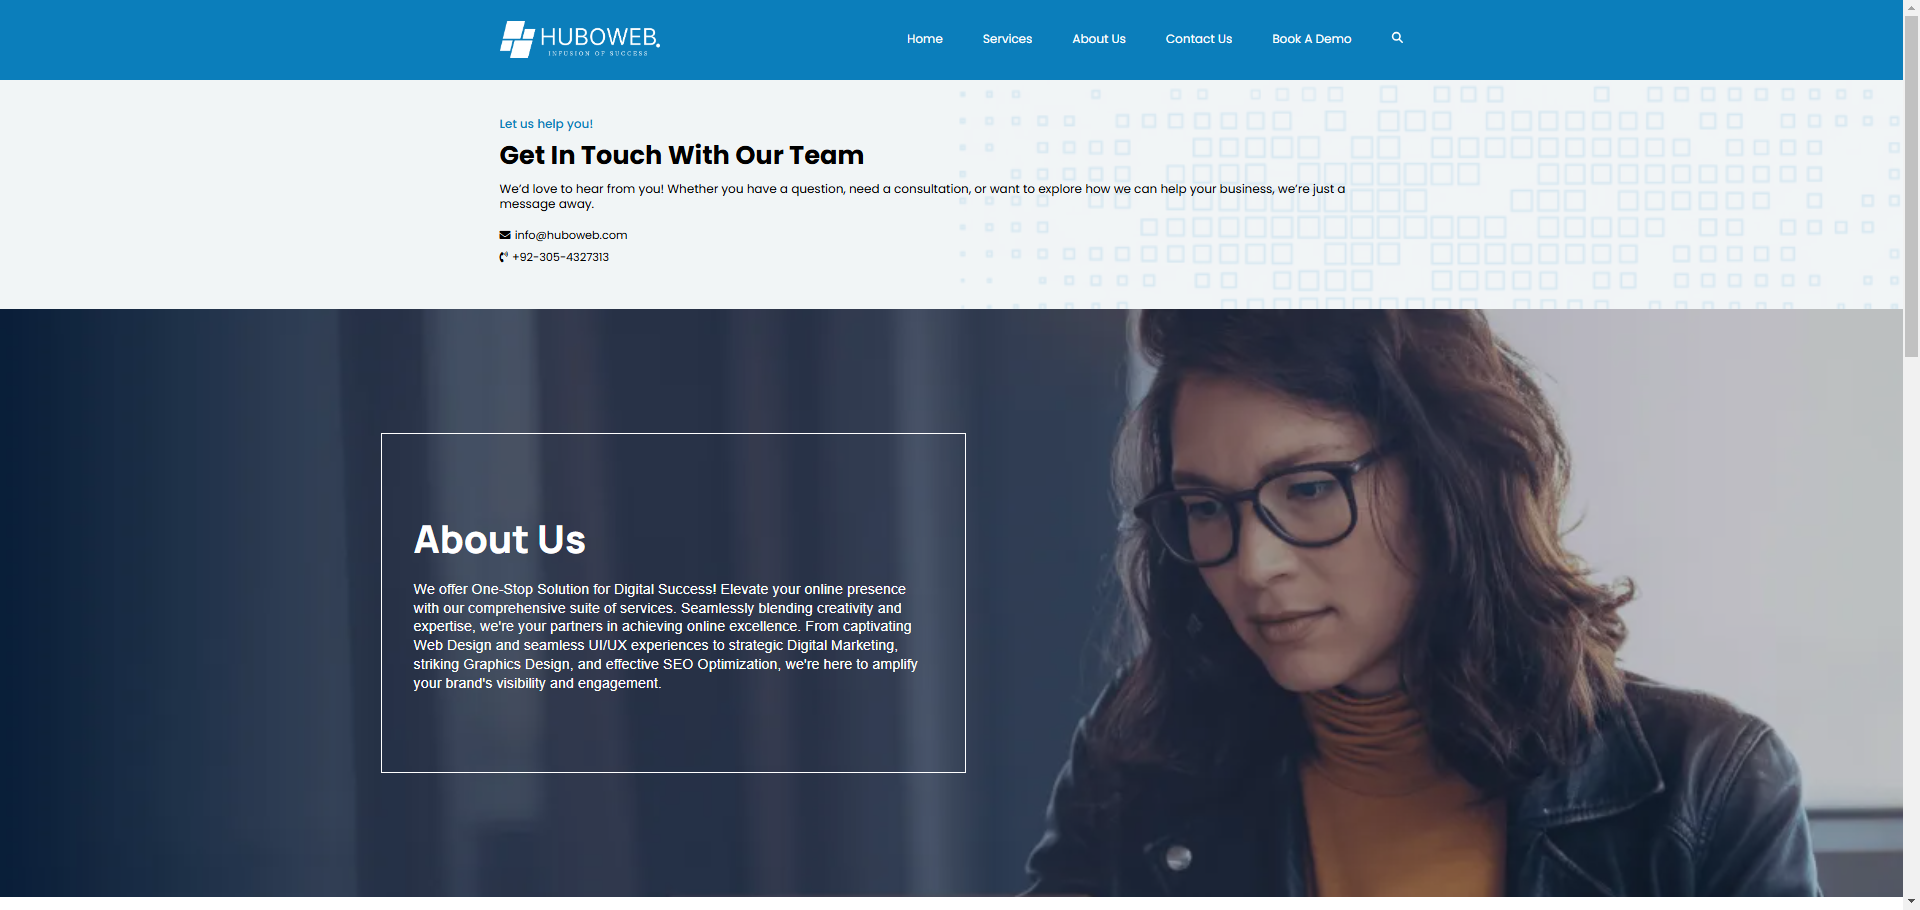 HUBOWEB.
INFUSION OF SUCCESS
Home
Services
About Us
Contact Us
Book A Demo
Let us help you!
Get In Touch With Our Team
We’d love to hear from you! Whether you have a question, need a consultation, or want to explore how we can help your business, we’re just a
message away.
info@huboweb.com
+92-305-4327313
About Us
We offer One-Stop Solution for Digital Success! Elevate your online presence
with our comprehensive suite of services. Seamlessly blending creativity and
expertise, we're your partners in achieving online excellence. From captivating
Web Design and seamless UI/UX experiences to strategic Digital Marketing,
striking Graphics Design, and effective SEO Optimization, we're here to amplify
your brand's visibility and engagement.